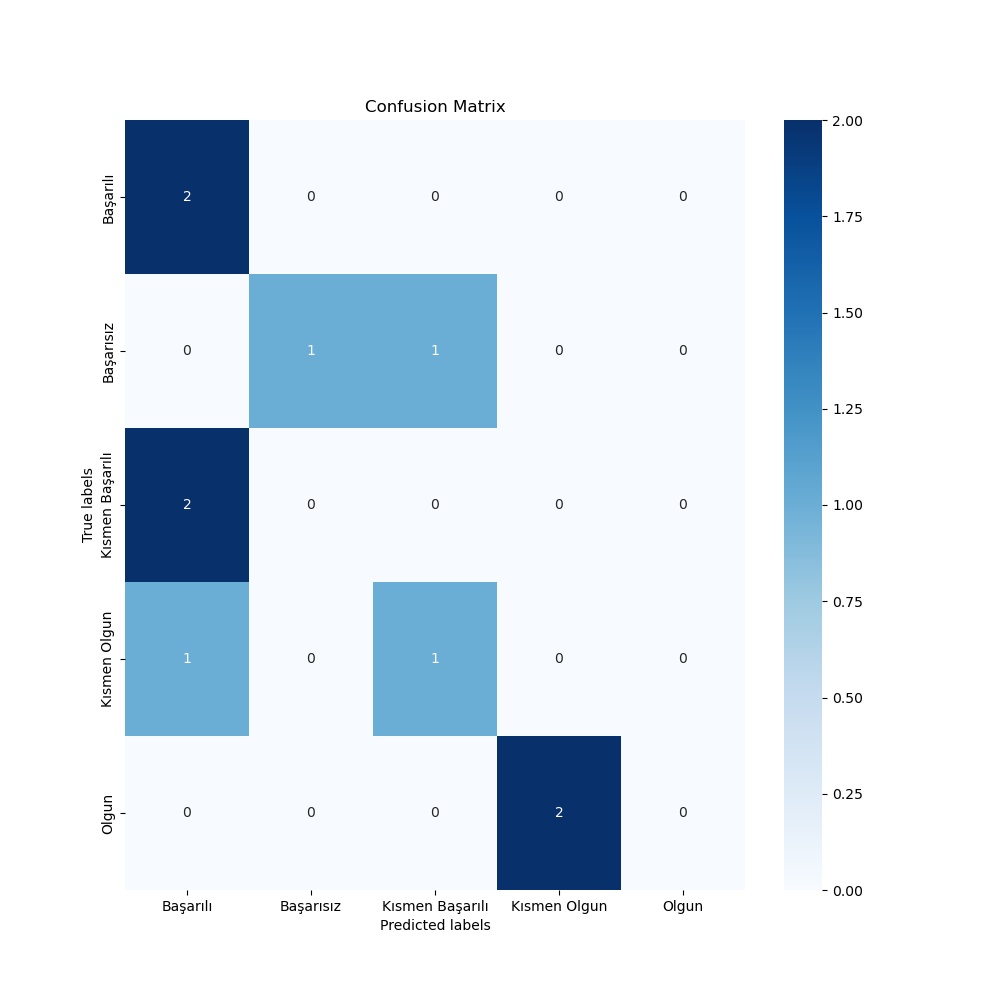 Confusion Matrix
True labels
Başarılı
2 0 0 0 0
Başarısız
0 1 1 0 0
Kısmen Başarılı
2 0 0 0 0
Kısmen Olgun
1 0 1 0 0
Olgun
0 0 0 2 0
Başarılı Başarısız Kısmen Başarılı Kısmen Olgun Olgun
Predicted labels
2.00
1.75
1.50
1.25
1.00
0.75
0.50
0.25
0.00